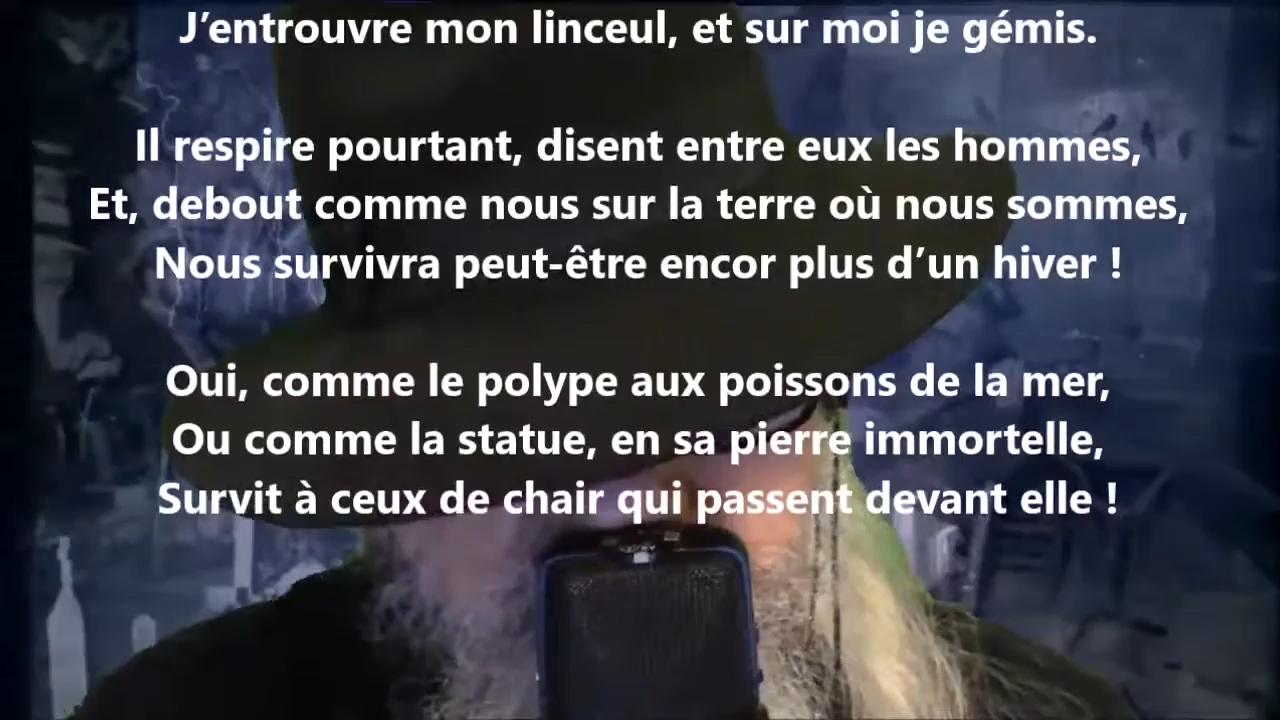 J’entrouvre mon linceul, et sur moi je gémis.
Il respire pourtant, disent entre eux les hommes,
Et, debout comme nous sur la terre où nous sommes,
Nous survivra peut-être encor plus d’un hiver !
Oui, comme le polype aux poissons de la mer,
Ou comme la statue, en sa pierre immortelle,
Survit à ceux de chair qui passent devant elle !